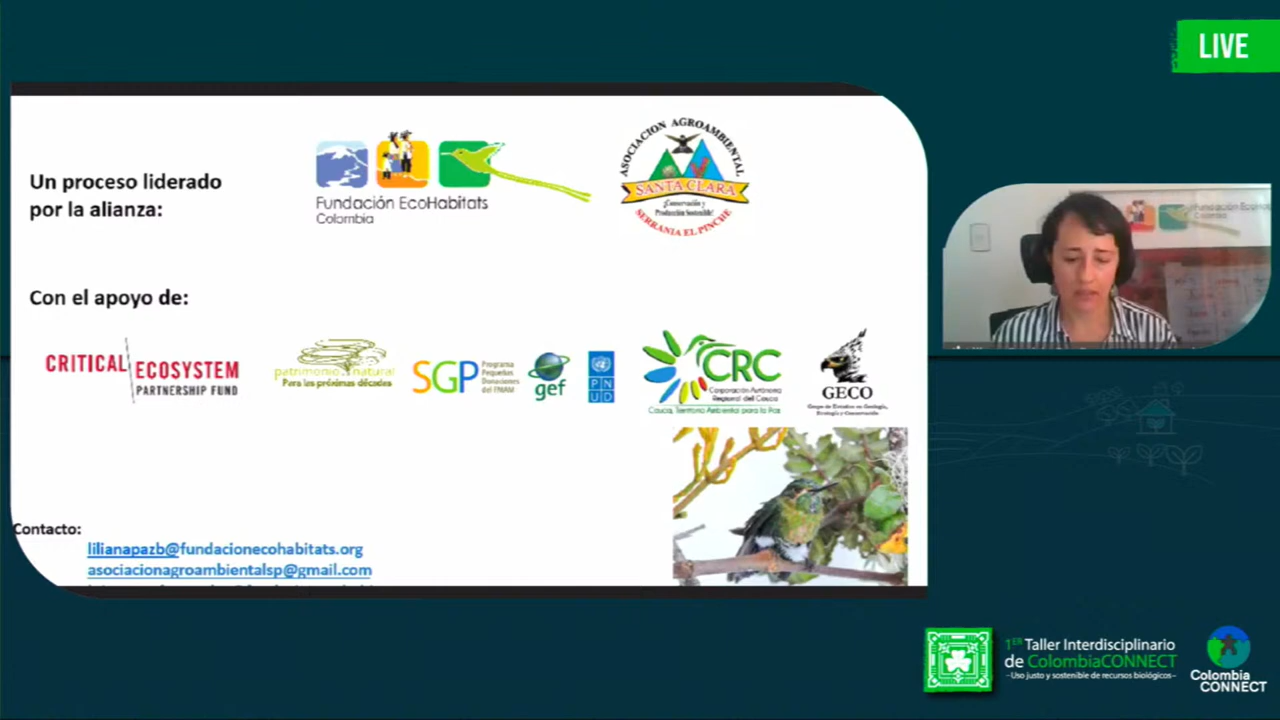 LIVE
Un proceso liderado
por la alianza:
Fundación EcoHabitats
Colombia
ASOCIACION AGROAMBIENTAL
SANTA CLARA
¡Conservación y
Producción Sostenible!
SERRANIA EL PINCHE
Fundación EcoHa
Colombia
Con el apoyo de:
CRITICAL ECOSYSTEM
PARTNERSHIP FUND
patrimonio natural
Para las próximas décadas
SGP
Programa
Pequeñas
Donaciones
del FMAM
gef
PN
UD
CRC
Corporación Autónoma
Regional del Cauca
Cauca, Territorio Ambiental para la Paz
GECO
Grupo de Estudios en Geología,
Ecología y Conservación
Contacto:
lilianapazb@fundacionecohabitats.org
asociacionagroambientalsp@gmail.com
1ER Taller Interdisciplinario
de ColombiaCONNECT
-Uso justo y sostenible de recursos biológicos-
Colombia
CONNECT